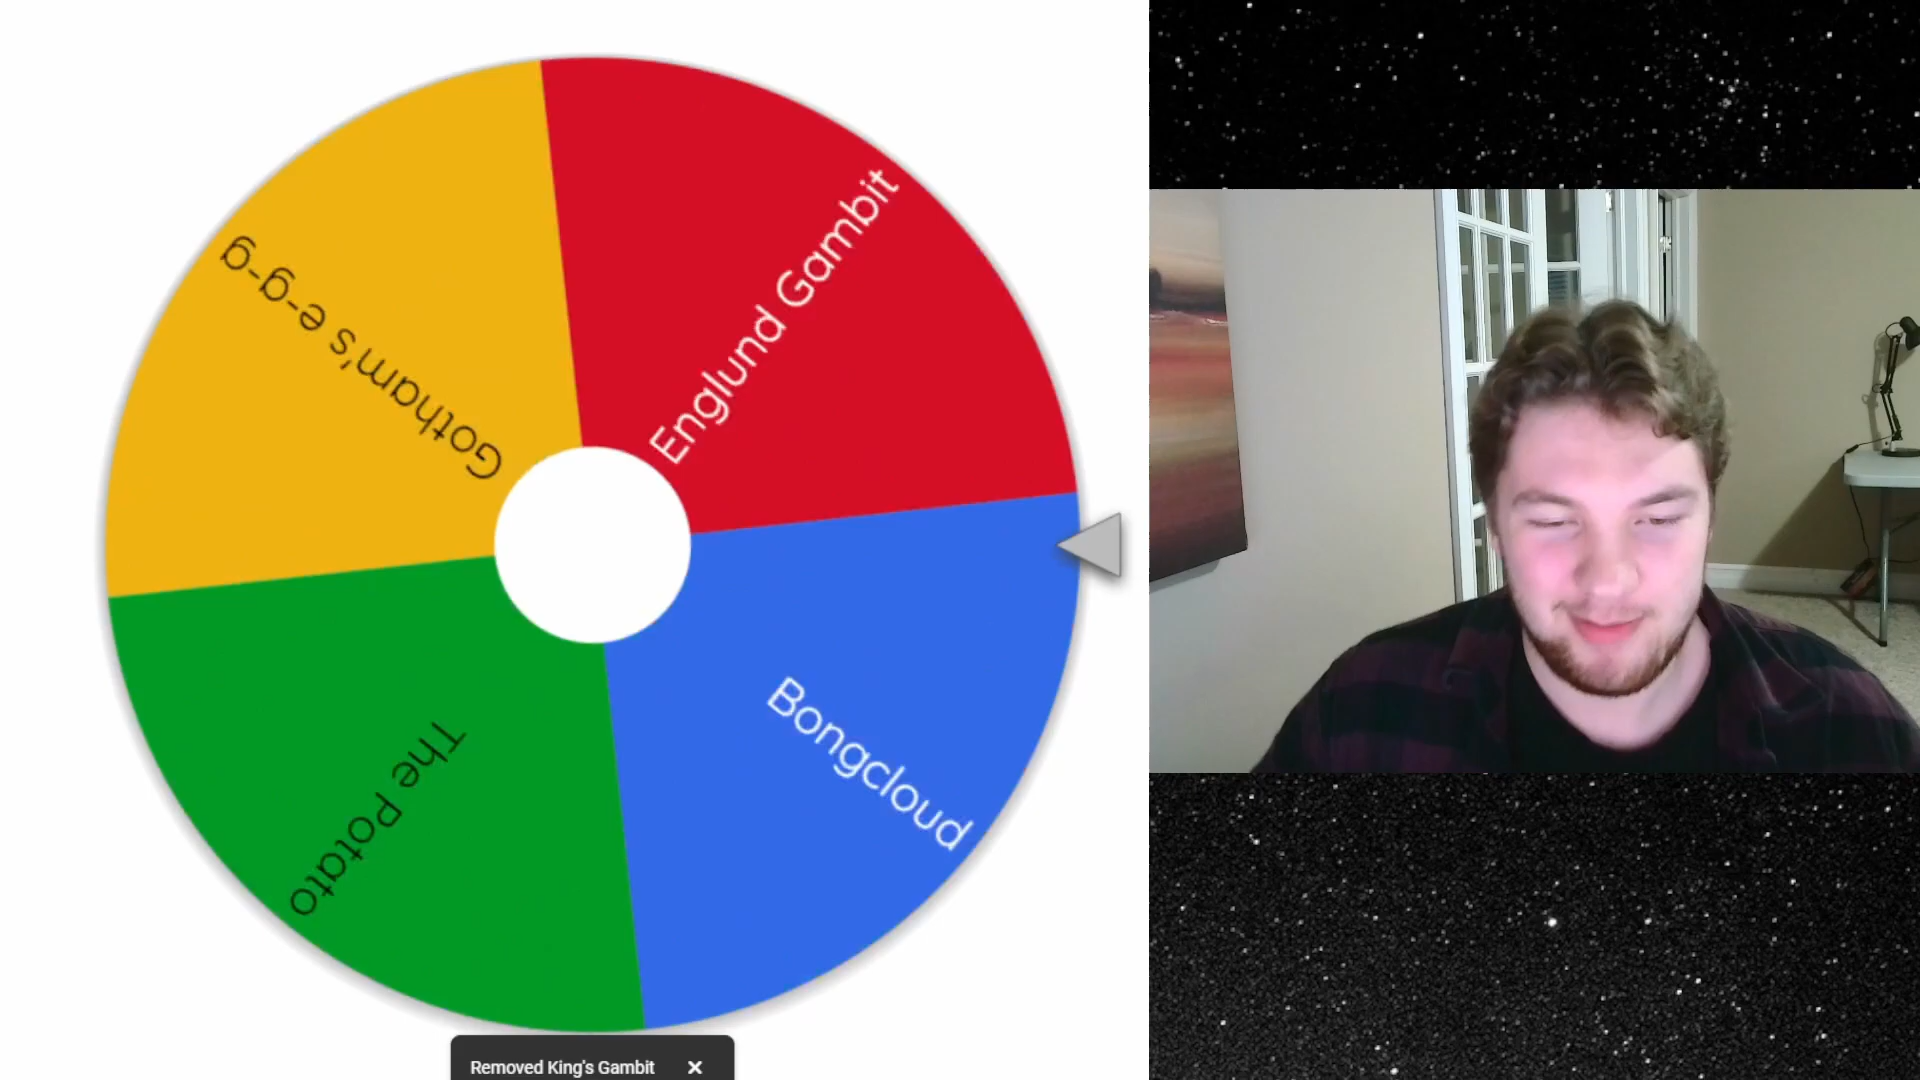 Englund Gambit
Gotham's e-g-g
The Potato
Bongcloud
Removed King's Gambit